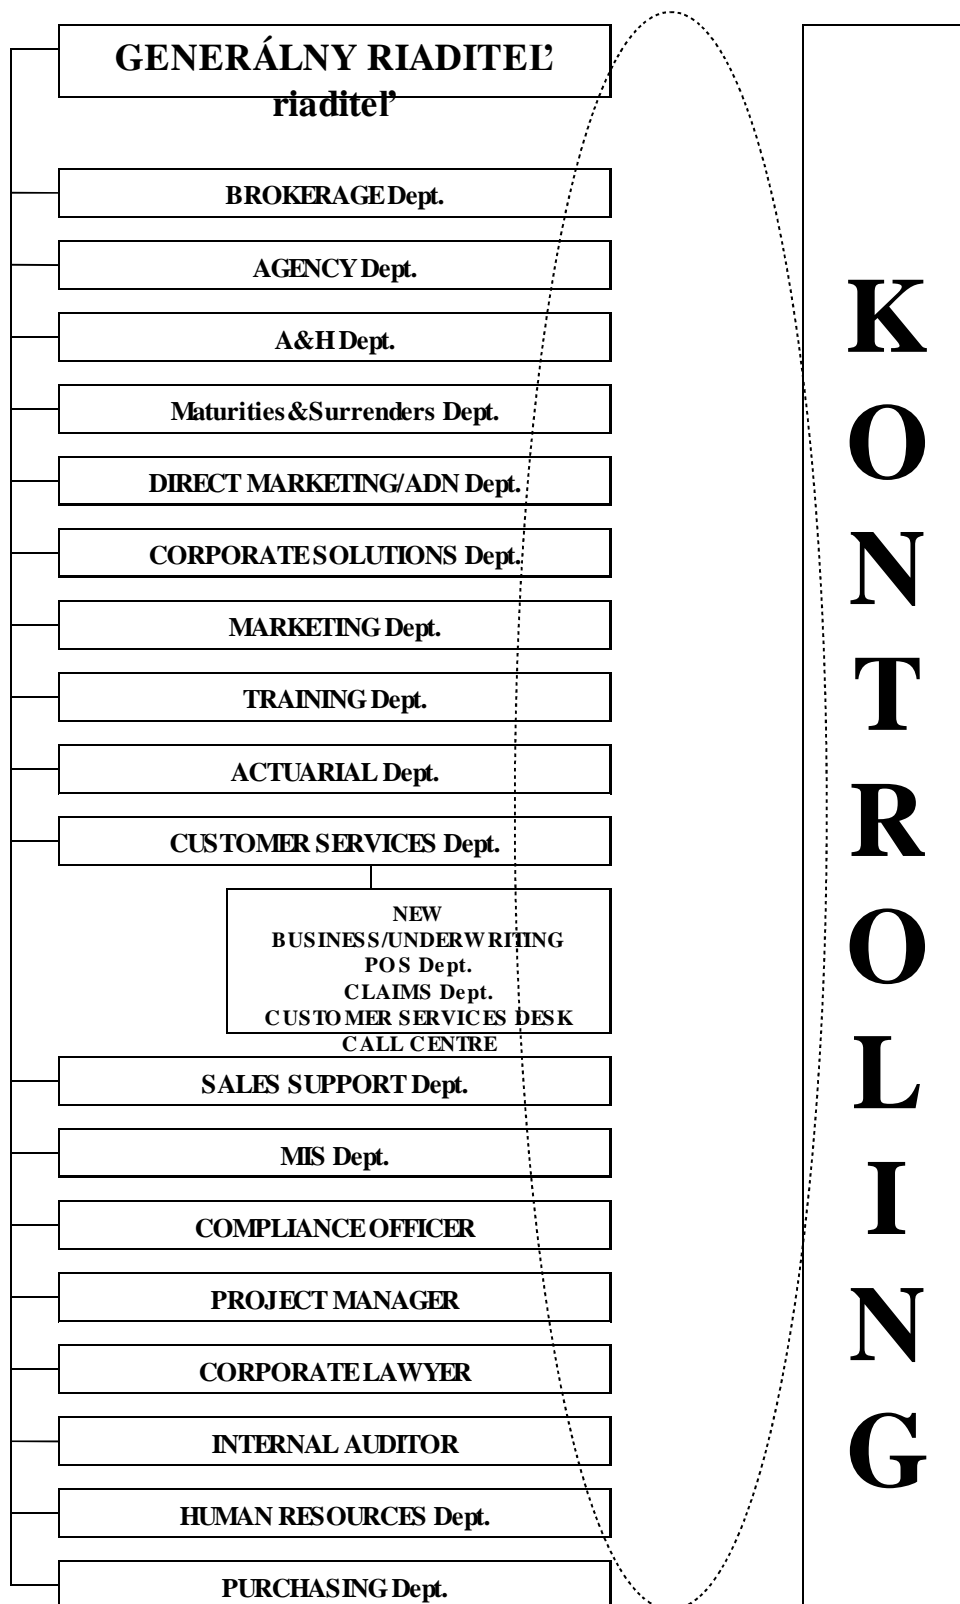 GENERÁLNY RIADITEĽ
riaditeľ
BROKERAGE Dept.
AGENCY Dept.
A&H Dept.
Maturities&Surrenders Dept.
DIRECT MARKETING/ADN Dept.
CORPORATE SOLUTIONS Dept.
MARKETING Dept.
TRAINING Dept.
ACTUARIAL Dept.
CUSTOMER SERVICES Dept.
NEW
BUSINESS/UNDERWRITING
POS Dept.
CLAIMS Dept.
CUSTOMER SERVICES DESK
CALL CENTRE
SALES SUPPORT Dept.
MIS Dept.
COMPLIANCE OFFICER
PROJECT MANAGER
CORPORATE LAWYER
INTERNAL AUDITOR
HUMAN RESOURCES Dept.
PURCHASING Dept.
K
O
N
T
R
O
L
I
N
G